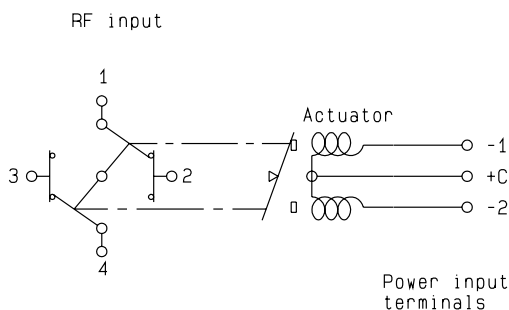 RF input
1
Actuator
-1
3
2
+C
-2
4
Power input
terminals